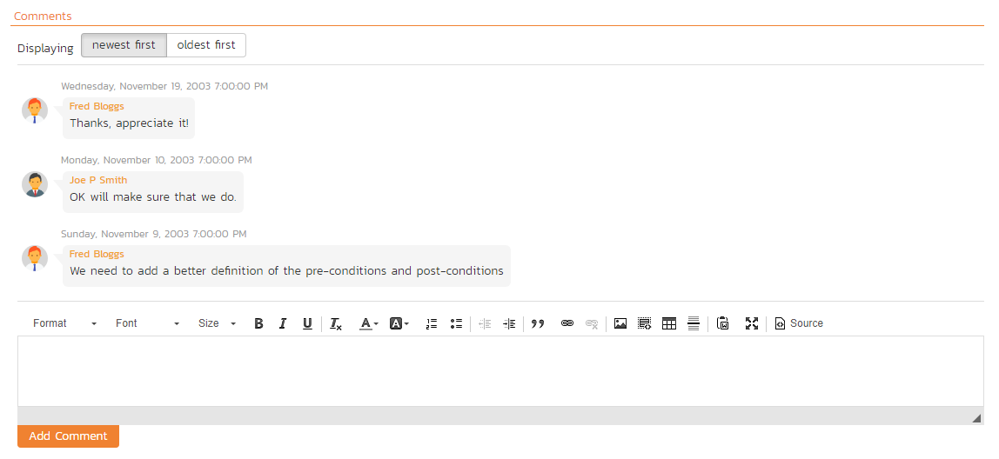 Comments
Displaying newest first oldest first
Wednesday, November 19, 2003 7:00:00 PM
Fred Bloggs
Thanks, appreciate it!
Monday, November 10, 2003 7:00:00 PM
Joe P Smith
OK will make sure that we do.
Sunday, November 9, 2003 7:00:00 PM
Fred Bloggs
We need to add a better definition of the pre-conditions and post-conditions
Format Font Size B I U Tx A A Source
Add Comment